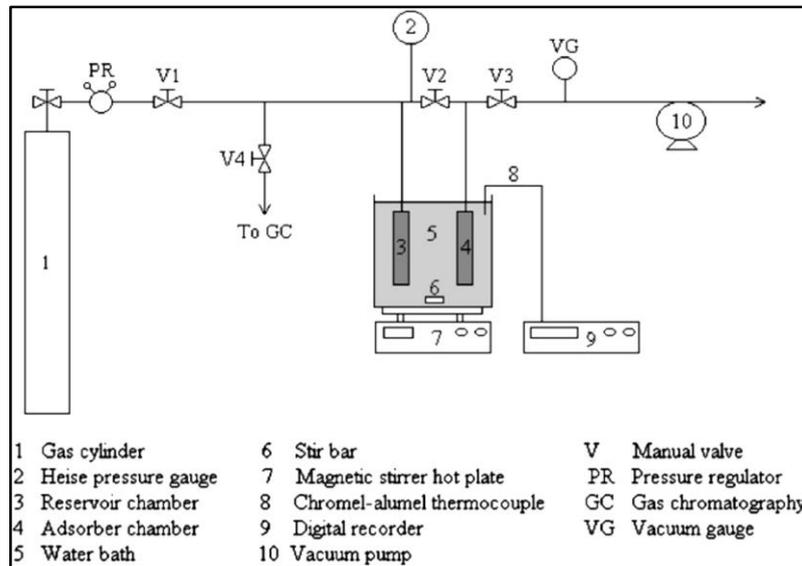 2
VG
PR
V1
V2
V3
10
V4
8
To GC
3
5
4
1
6
7
9
1 Gas cylinder
2 Heise pressure gauge
3 Reservoir chamber
4 Adsorber chamber
5 Water bath
6 Stir bar
7 Magnetic stirrer hot plate
8 Chromel-alumel thermocouple
9 Digital recorder
10 Vacuum pump
V Manual valve
PR Pressure regulator
GC Gas chromatography
VG Vacuum gauge